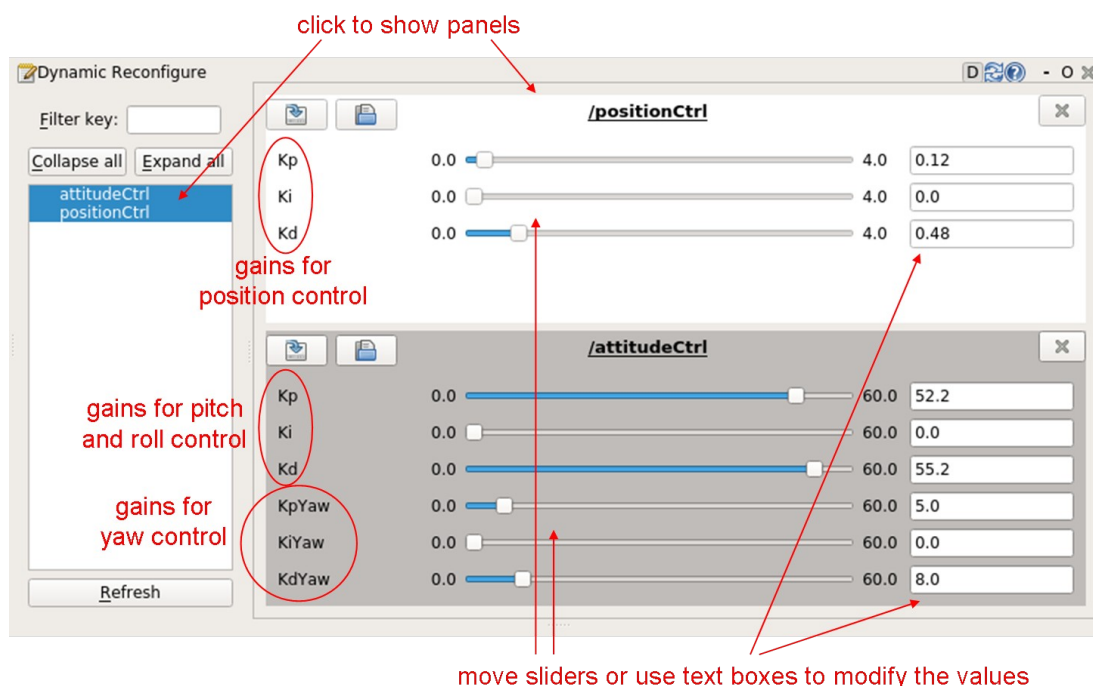 click to show panels
Dynamic Reconfigure
D
- O
Filter key:
Collapse all
Expand all
attitudeCtrl
positionCtrl
Refresh
/positionCtrl
Kp 0.0 4.0 0.12
Ki 0.0 4.0 0.0
Kd 0.0 4.0 0.48
gains for
position control
/attitudeCtrl
Kp 0.0 60.0 52.2
Ki 0.0 60.0 0.0
Kd 0.0 60.0 55.2
KpYaw 0.0 60.0 5.0
KiYaw 0.0 60.0 0.0
KdYaw 0.0 60.0 8.0
gains for pitch
and roll control
gains for
yaw control
move sliders or use text boxes to modify the values